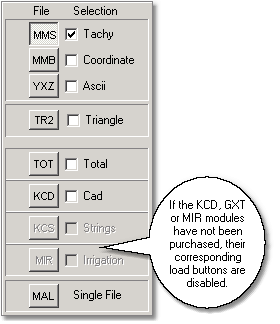 File Selection
MMS Tachy
MMB Coordinate
YXZ Ascii
TR2 Triangle
TOT Total
KCD Cad
KCS Strings
MIR Irrigation
MAL Single File
If the KCD, GXT
or MIR modules
have not been
purchased, their
corresponding
load buttons are
disabled.